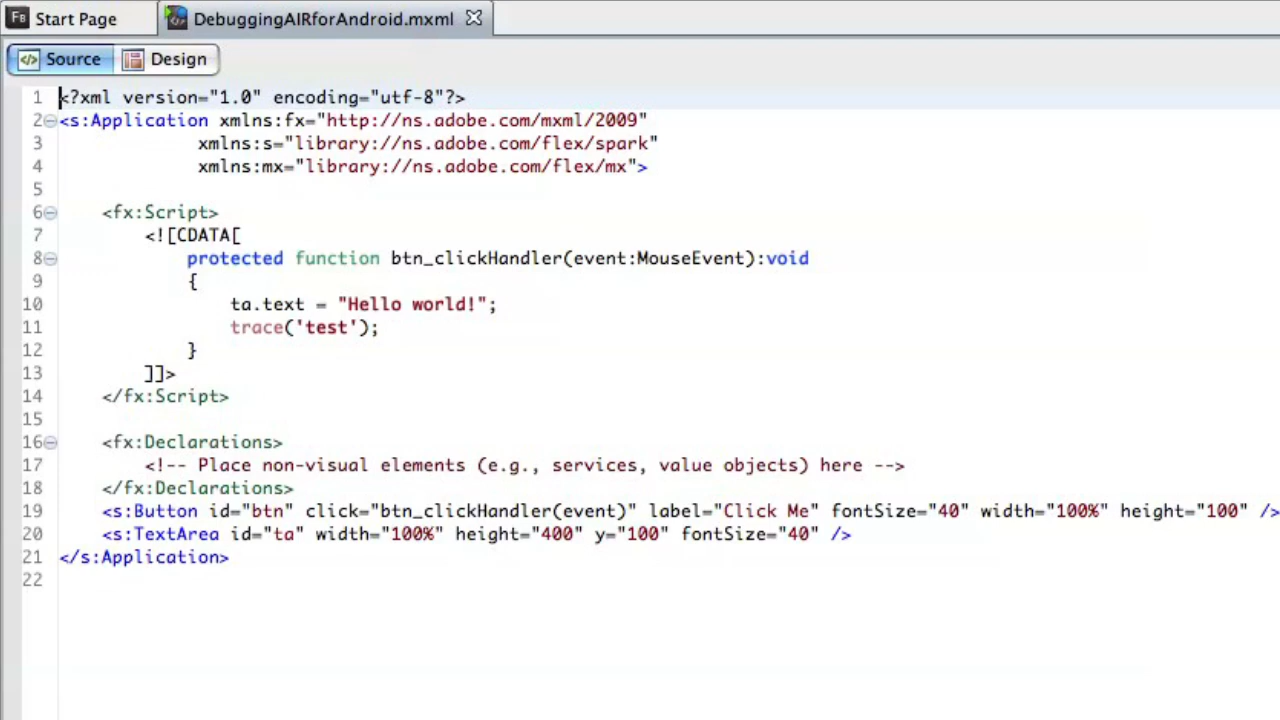 Fb Start Page DebuggingAIRforAndroid.mxml
Source Design
1 <?xml version="1.0" encoding="utf-8"?>
2 <s:Application xmlns:fx="http://ns.adobe.com/mxml/2009"
3 xmlns:s="library://ns.adobe.com/flex/spark"
4 xmlns:mx="library://ns.adobe.com/flex/mx">
5
6 <fx:Script>
7 <![CDATA[
8 protected function btn_clickHandler(event:MouseEvent):void
9 {
10 ta.text = "Hello world!";
11 trace('test');
12 }
13 ]]>
14 </fx:Script>
15
16 <fx:Declarations>
17 <!-- Place non-visual elements (e.g., services, value objects) here -->
18 </fx:Declarations>
19 <s:Button id="btn" click="btn_clickHandler(event)" label="Click Me" fontSize="40" width="100%" height="100" />
20 <s:TextArea id="ta" width="100%" height="400" y="100" fontSize="40" />
21 </s:Application>
22